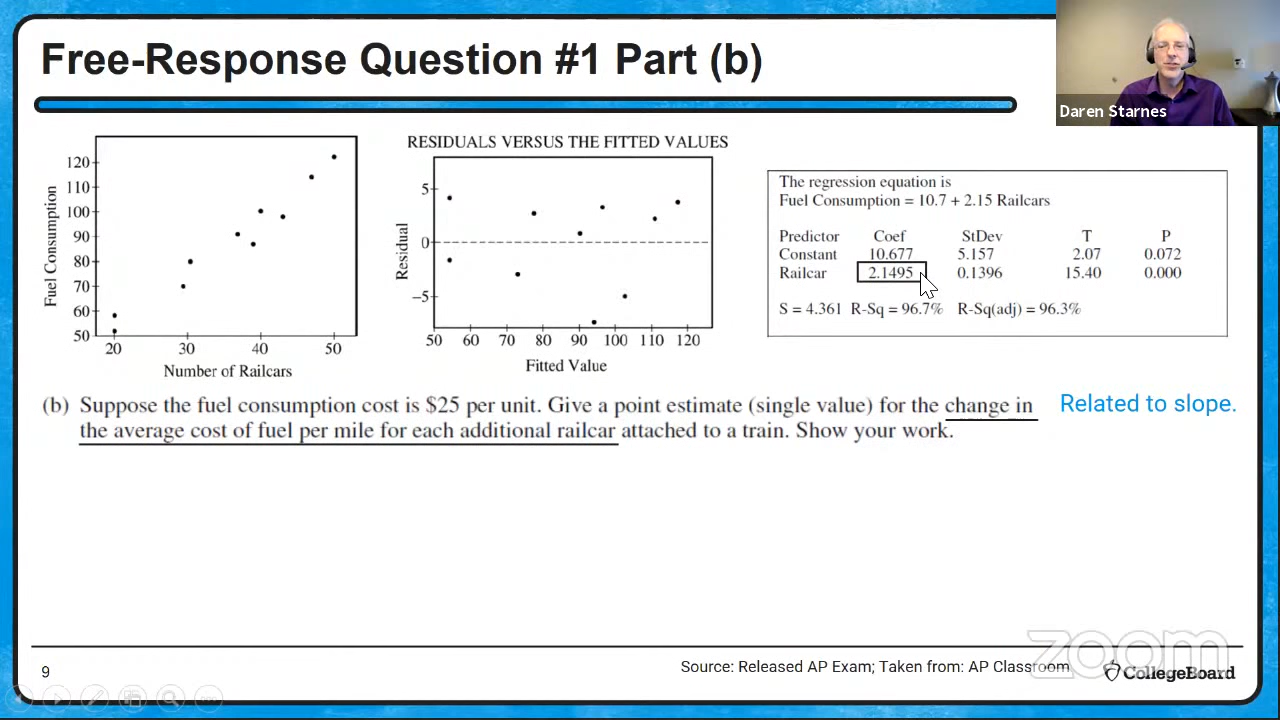 Free-Response Question #1 Part (b)
Daren Starnes
Fuel Consumption
120
110
100
90
80
70
60
50
20
30
40
50
Number of Railcars
RESIDUALS VERSUS THE FITTED VALUES
Residual
5
0
−5
50
60
70
80
90
100
110
120
Fitted Value
The regression equation is
Fuel Consumption = 10.7 + 2.15 Railcars
Predictor Coef StDev T P
Constant 10.677 5.157 2.07 0.072
Railcar 2.1495 0.1396 15.40 0.000
S = 4.361 R-Sq = 96.7% R-Sq(adj) = 96.3%
(b) Suppose the fuel consumption cost is $25 per unit. Give a point estimate (single value) for the change in
the average cost of fuel per mile for each additional railcar attached to a train. Show your work.
Related to slope.
zoom
9
Source: Released AP Exam; Taken from: AP Classroom
CollegeBoard